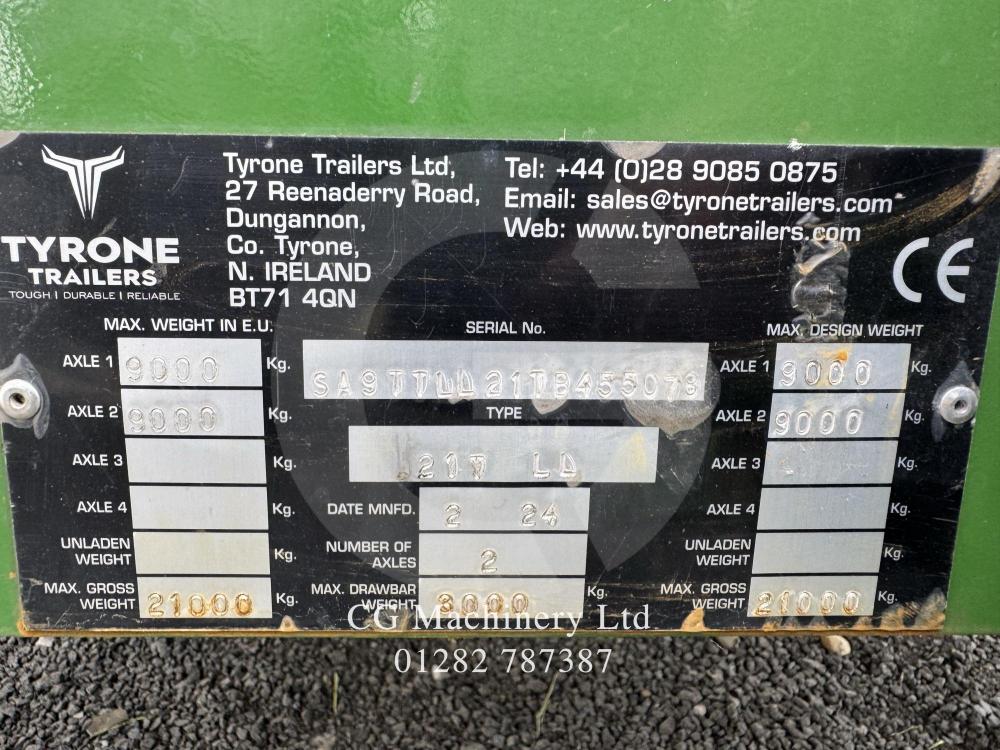 TYRONE
TRAILERS
TOUGH | DURABLE | RELIABLE
Tyrone Trailers Ltd,
27 Reenaderry Road,
Dungannon,
Co. Tyrone,
N. IRELAND
BT71 4QN
Tel: +44 (0)28 9085 0875
Email: sales@tyronetrailers.com
Web: www.tyronetrailers.com
CE
MAX. WEIGHT IN E.U.
AXLE 1 9000 Kg.
AXLE 2 9000 Kg.
AXLE 3 Kg.
AXLE 4 Kg.
UNLADEN
WEIGHT Kg.
MAX. GROSS
WEIGHT 21000 Kg.
SERIAL No.
SA9TTLD21TB455078
TYPE
21T LD
DATE MNFD. 2 24
NUMBER OF
AXLES 2
MAX. DRAWBAR
WEIGHT 3000 Kg.
MAX. DESIGN WEIGHT
AXLE 1 9000 Kg.
AXLE 2 9000 Kg.
AXLE 3 Kg.
AXLE 4 Kg.
UNLADEN
WEIGHT Kg.
MAX. GROSS
WEIGHT 21000 Kg.
CG Machinery Ltd
01282 787387